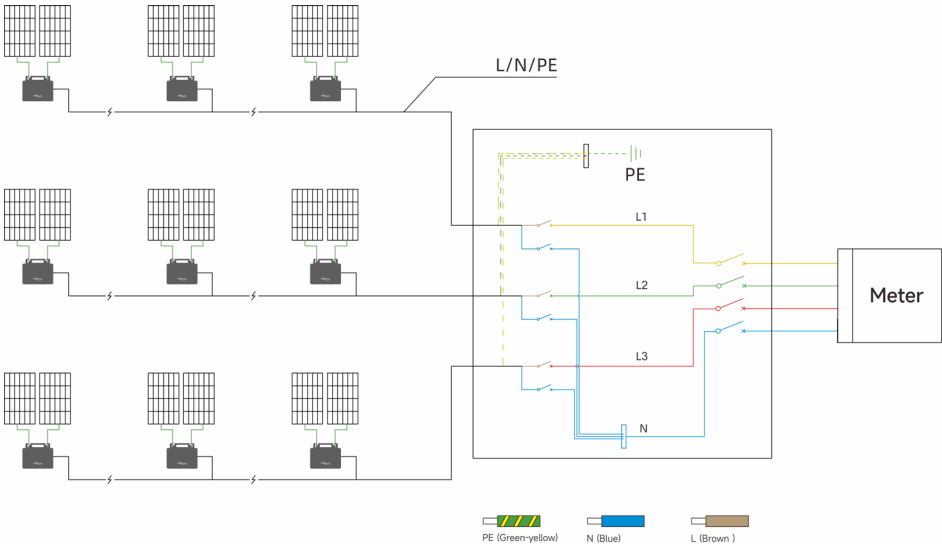 L/N/PE
PE
L1
L2
Meter
L3
N
PE (Green-yellow)
N (Blue)
L (Brown )